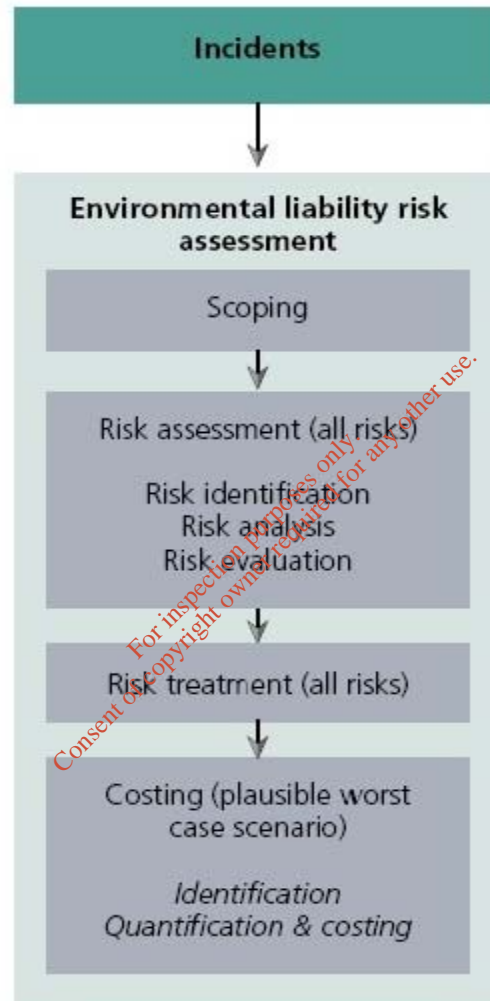 Incidents
Environmental liability risk
assessment
Scoping
Risk assessment (all risks)
Risk identification
Risk analysis
Risk evaluation
Risk treatment (all risks)
Costing (plausible worst
case scenario)
Identification
Quantification & costing
For inspection purposes only.
Consent of copyright owner required for any other use.